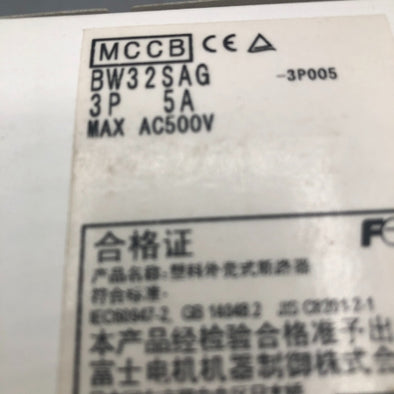 MCCB CE
BW32SAG -3P005
3P 5A
MAX AC500V
合格证
产品名称:塑料外壳式断路器
符合标准:
IEC60947-2, GB 14048.2 JIS C8201-2-1
本产品经检验合格准予出
富士电机机器制御株式会